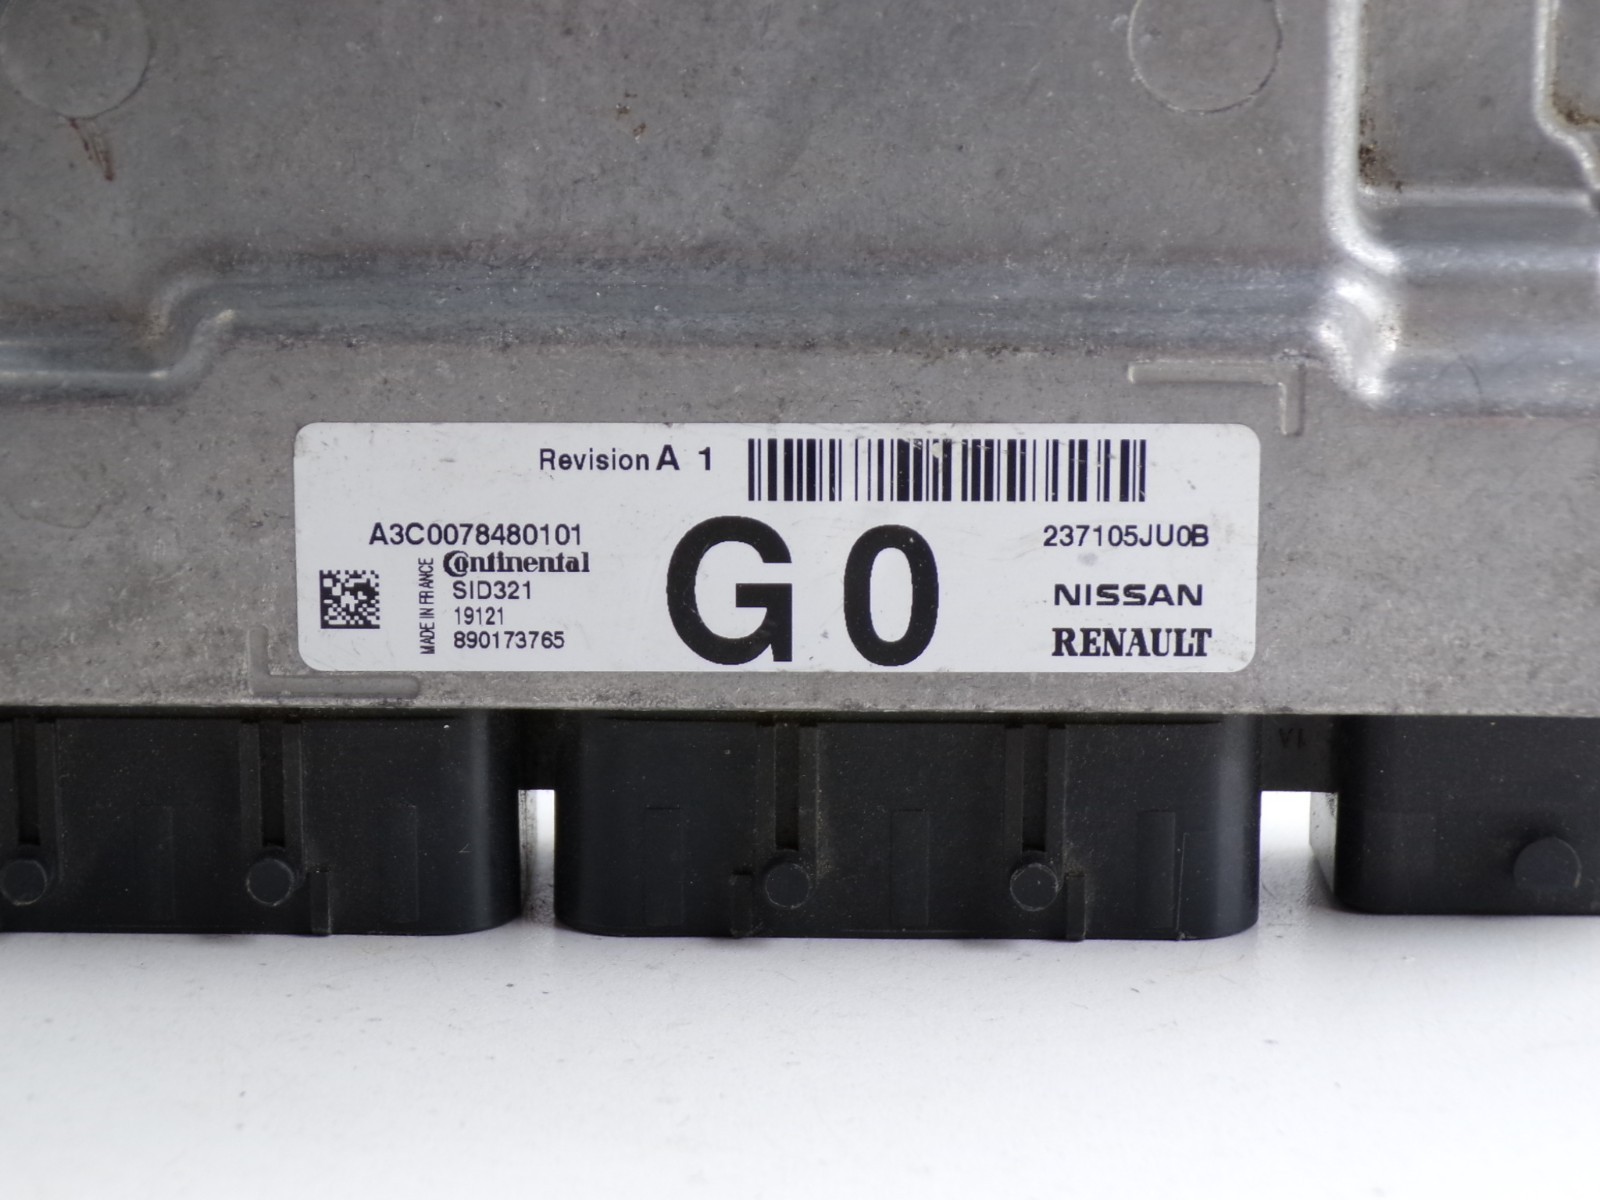 Revision A 1
A3C0078480101
Continental
SID321
19121
890173765
MADE IN FRANCE
G0
237105JU0B
NISSAN
RENAULT